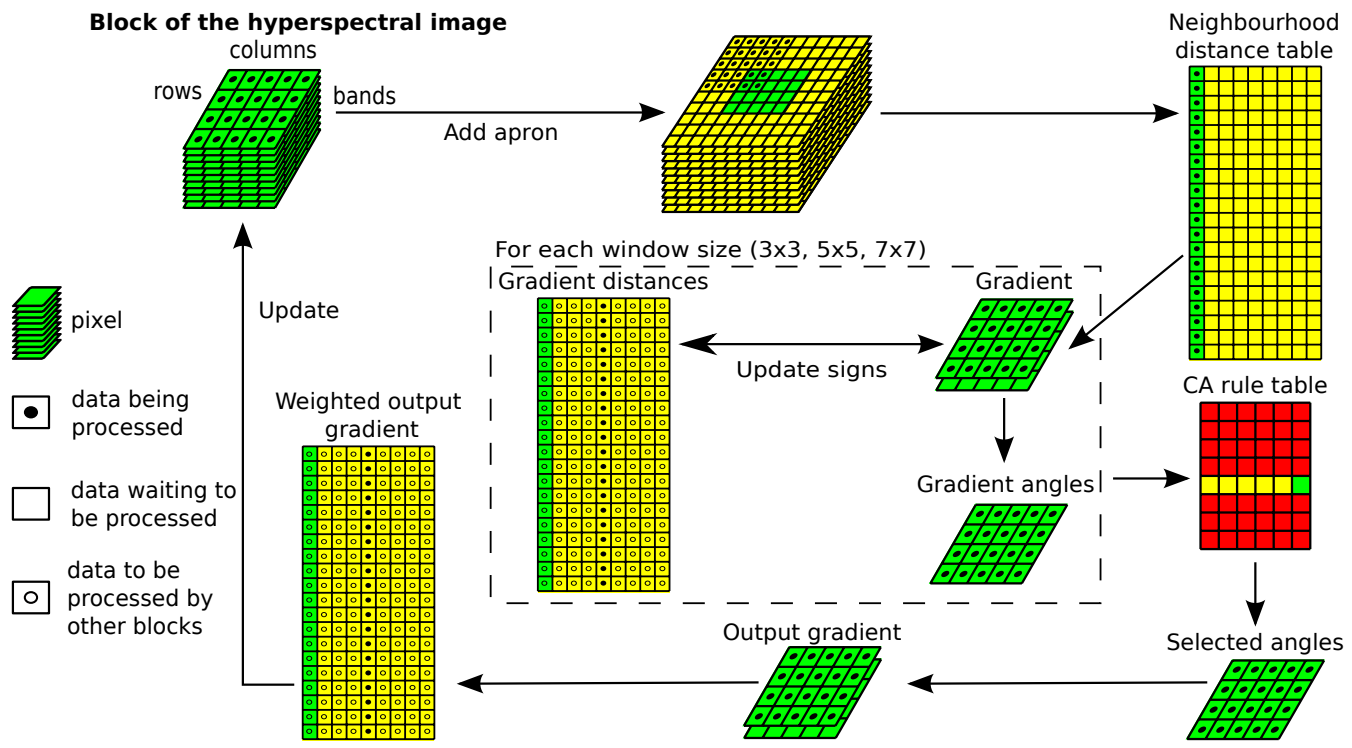 Block of the hyperspectral image
columns
rows
bands
Add apron
Neighbourhood
distance table
For each window size (3x3, 5x5, 7x7)
Gradient distances
Gradient
Update signs
Gradient angles
CA rule table
Selected angles
Output gradient
Weighted output
gradient
Update
pixel
data being
processed
data waiting to
be processed
data to be
processed by
other blocks